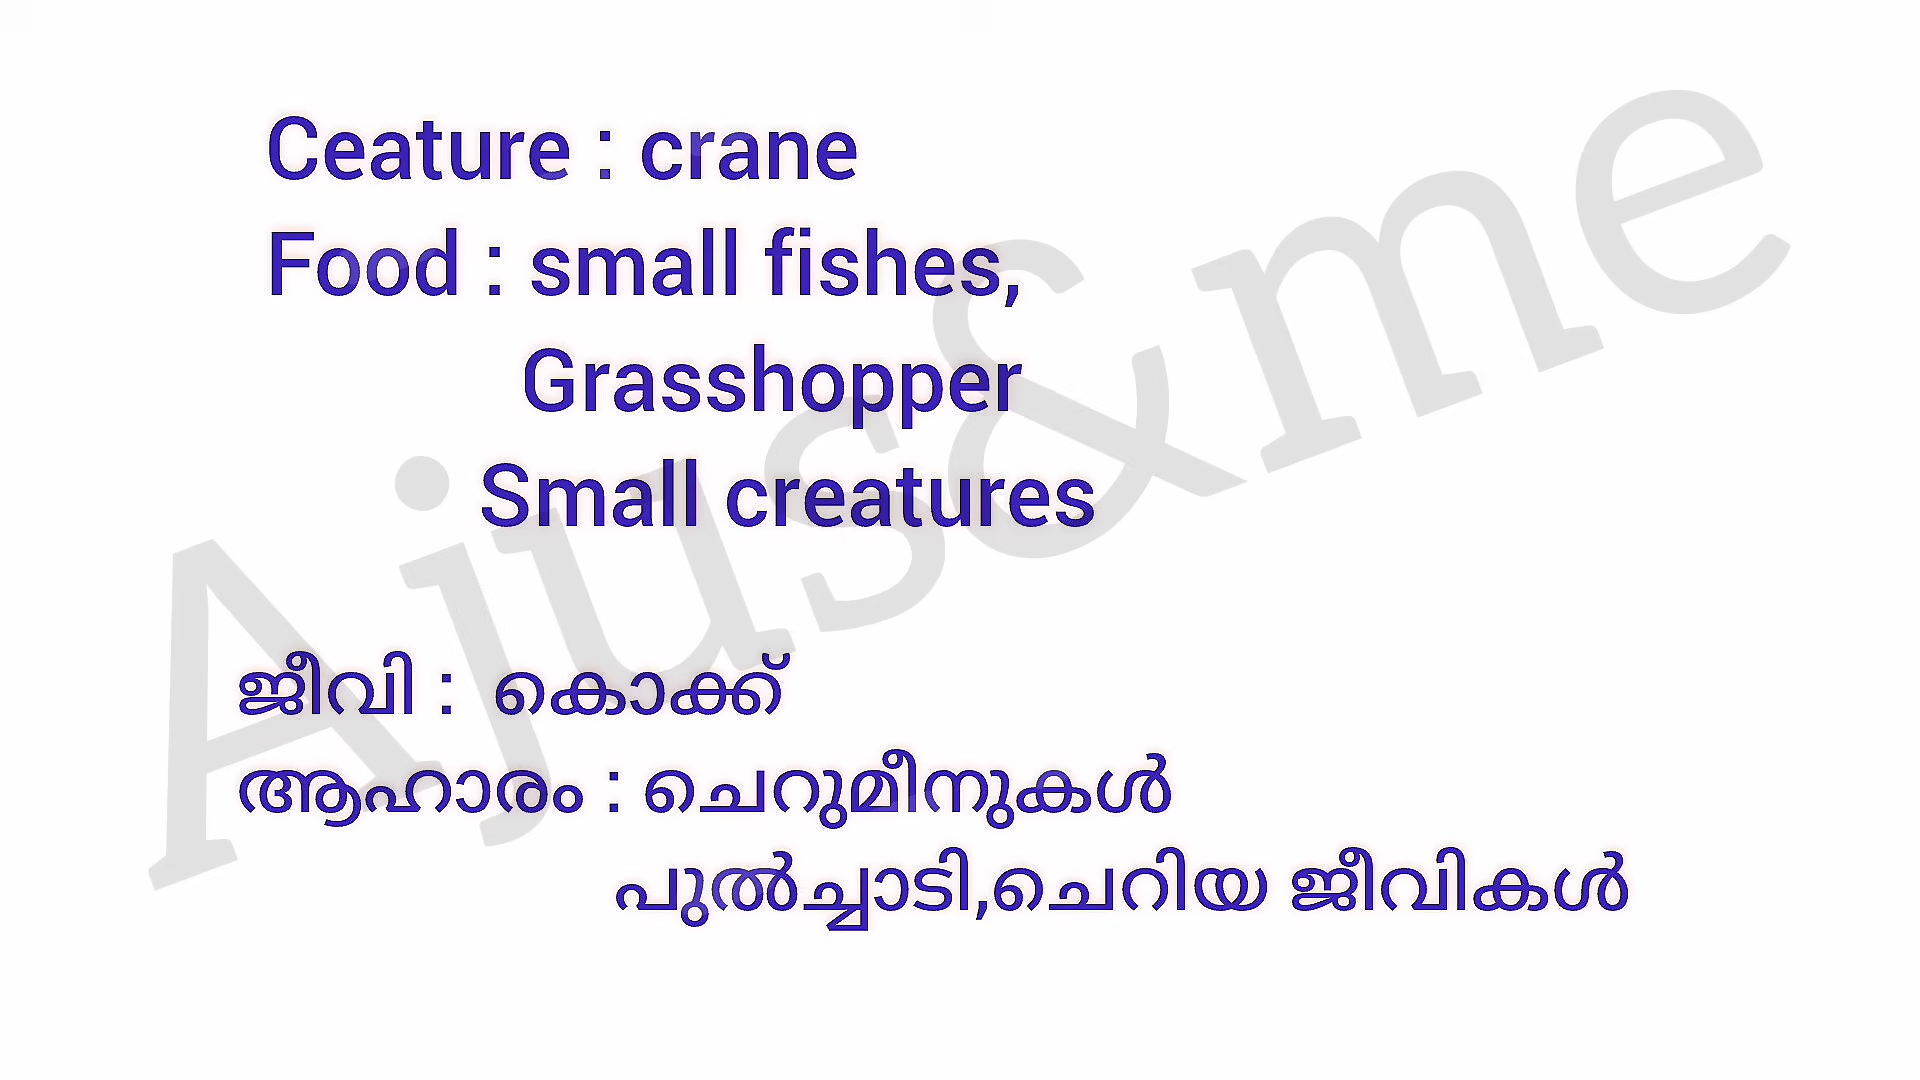 Ceature : crane
Food : small fishes,
Grasshopper
Small creatures
ജീവി : കൊക്ക്
ആഹാരം : ചെറുമീനുകൾ
പുൽച്ചാടി,ചെറിയ ജീവികൾ
Ajus&me